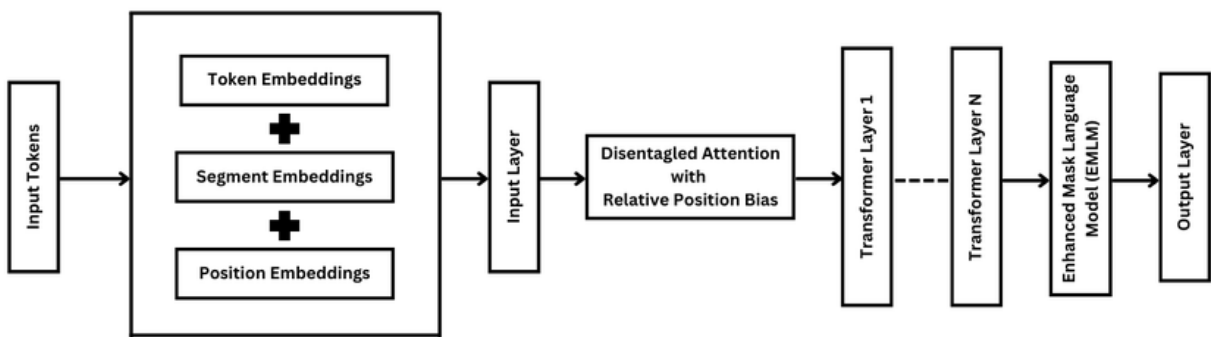 Input Tokens
Token Embeddings
Segment Embeddings
Position Embeddings
Input Layer
Disentagled Attention
with
Relative Position Bias
Transformer Layer 1
Transformer Layer N
Enhanced Mask Language
Model (EMLM)
Output Layer